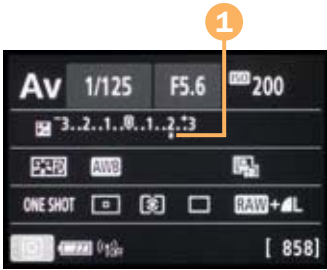 1
Av 1/125 F5.6 ISO 200
-3..2..1..0..1..2..+3
AWB
ONE SHOT RAW+L
[ 858]